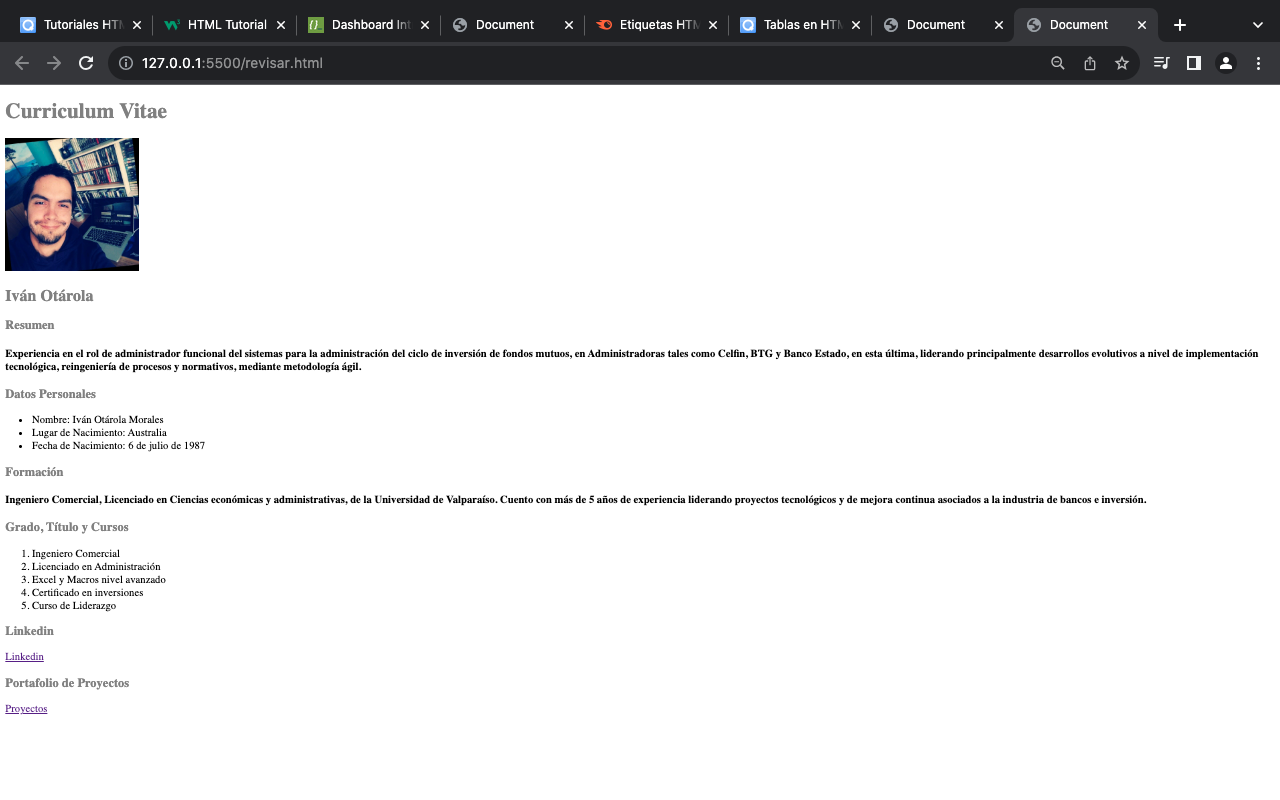 Tutoriales HTM
HTML Tutorial
Dashboard Int
Document
Etiquetas HTM
Tablas en HTM
Document
Document
127.0.0.1:5500/revisar.html
Curriculum Vitae
Iván Otárola
Resumen
Experiencia en el rol de administrador funcional del sistemas para la administración del ciclo de inversión de fondos mutuos, en Administradoras tales como Celfin, BTG y Banco Estado, en esta última, liderando principalmente desarrollos evolutivos a nivel de implementación
tecnológica, reingeniería de procesos y normativos, mediante metodología ágil.
Datos Personales
• Nombre: Iván Otárola Morales
• Lugar de Nacimiento: Australia
• Fecha de Nacimiento: 6 de julio de 1987
Formación
Ingeniero Comercial, Licenciado en Ciencias económicas y administrativas, de la Universidad de Valparaíso. Cuento con más de 5 años de experiencia liderando proyectos tecnológicos y de mejora continua asociados a la industria de bancos e inversión.
Grado, Título y Cursos
1. Ingeniero Comercial
2. Licenciado en Administración
3. Excel y Macros nivel avanzado
4. Certificado en inversiones
5. Curso de Liderazgo
Linkedin
Linkedin
Portafolio de Proyectos
Proyectos